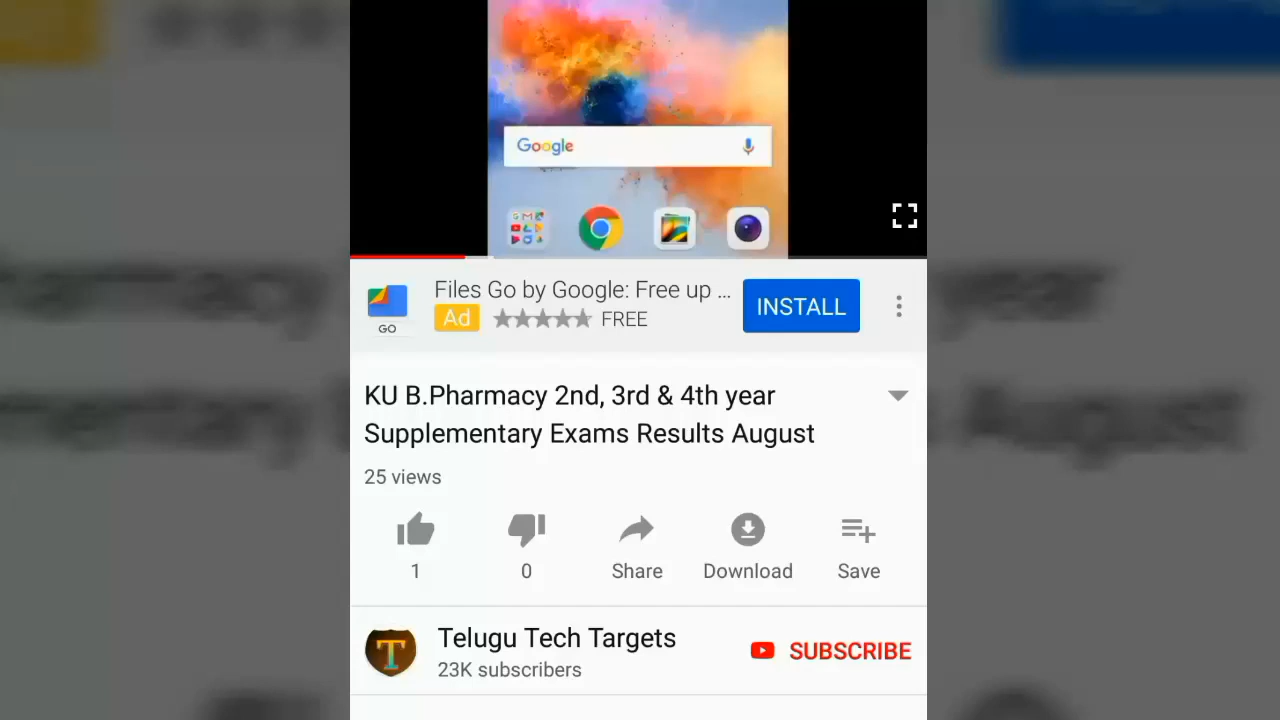 Google
Files Go by Google: Free up ...
Ad
FREE
INSTALL
GO
KU B.Pharmacy 2nd, 3rd & 4th year
Supplementary Exams Results August
25 views
1
0
Share
Download
Save
T
Telugu Tech Targets
23K subscribers
SUBSCRIBE